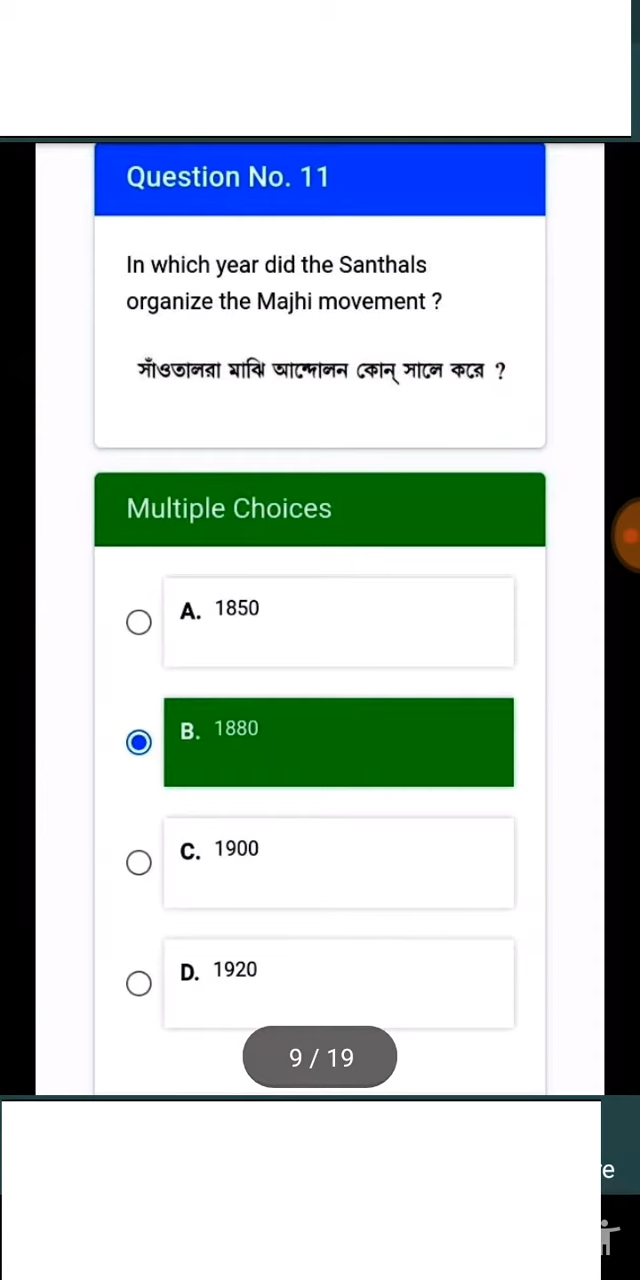 Question No. 11
In which year did the Santhals
organize the Majhi movement ?
সাঁওতালরা মাঝি আন্দোলন কোন্ সালে করে ?
Multiple Choices
A. 1850
B. 1880
C. 1900
D. 1920
9 / 19